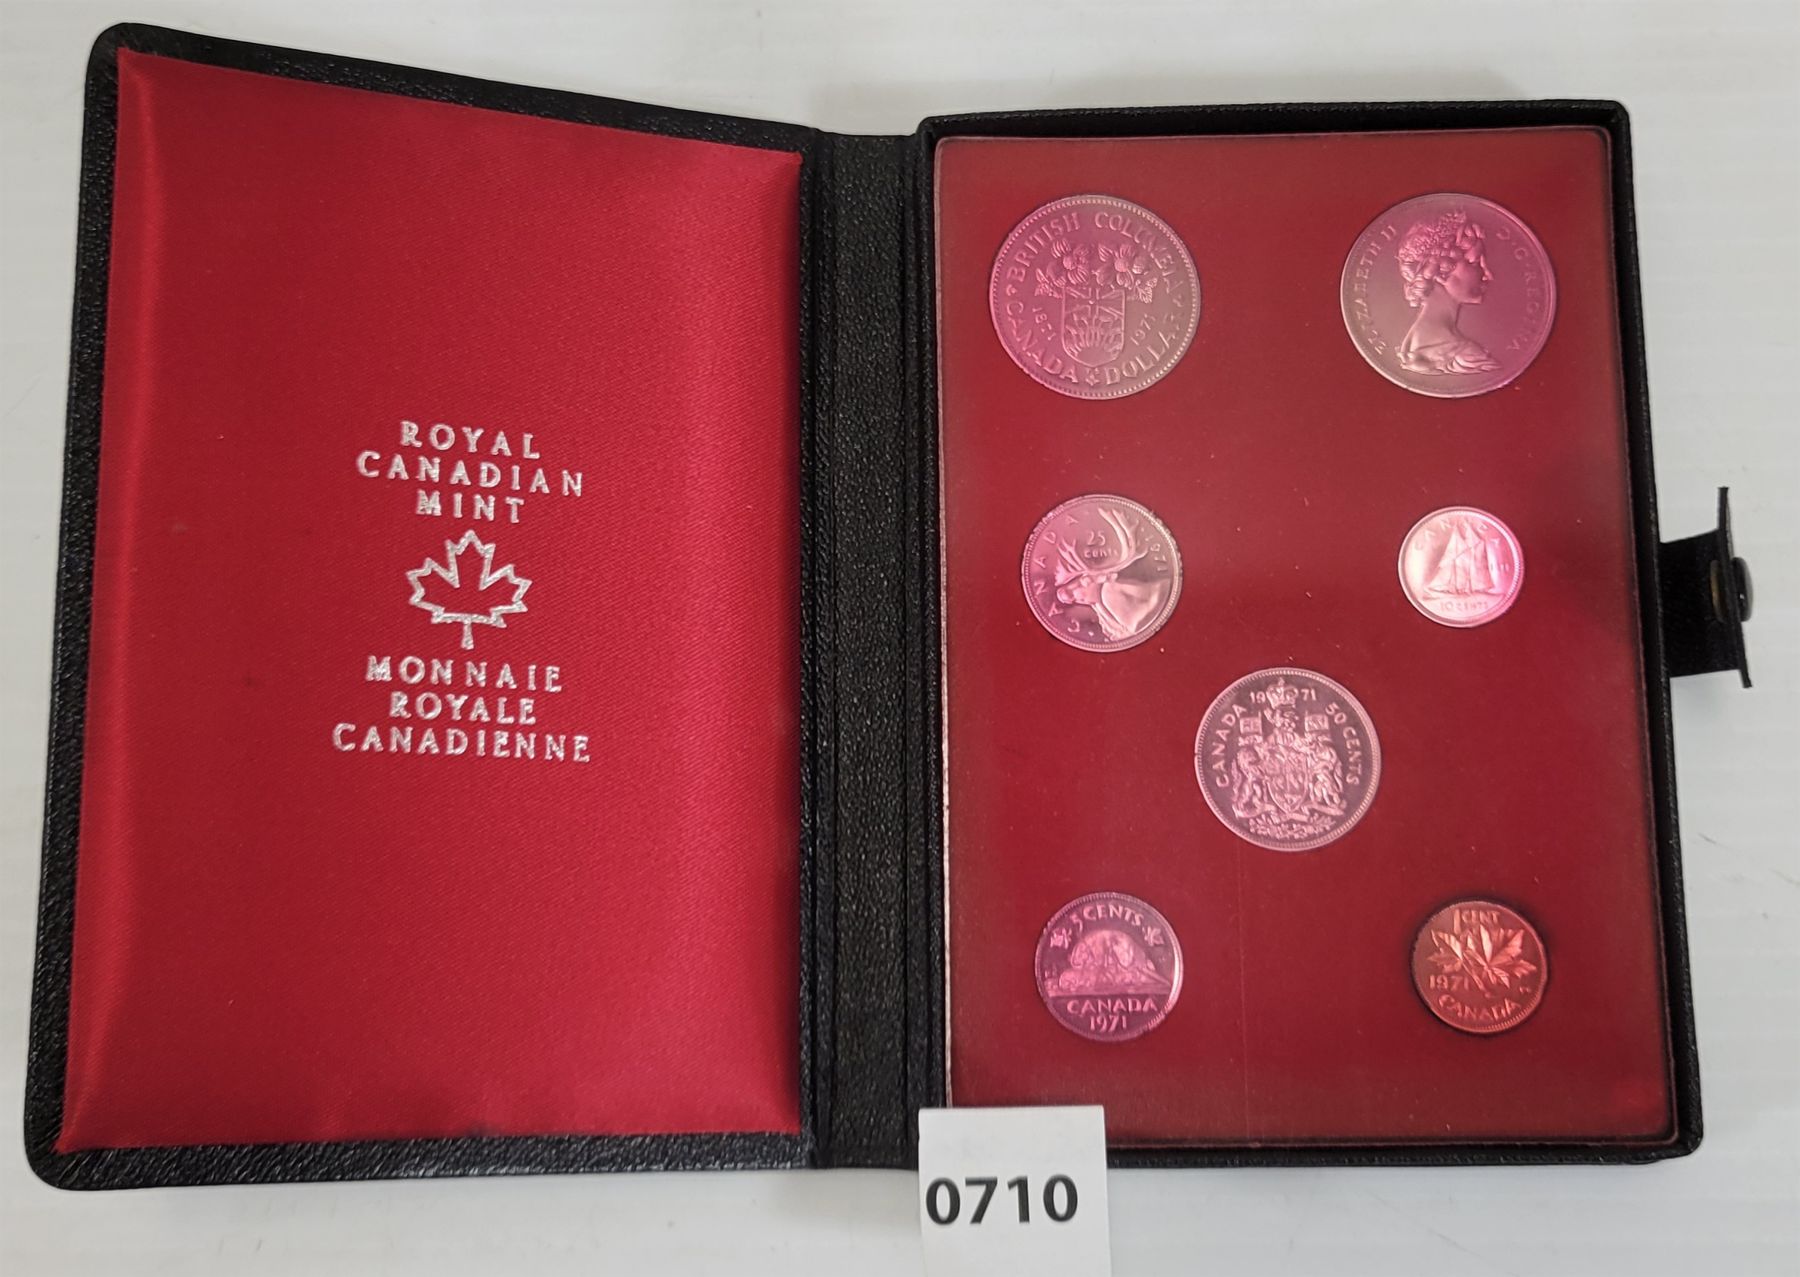 ROYAL
CANADIAN
MINT
MONNAIE
ROYALE
CANADIENNE
BRITISH COLUMBIA
1871 1971
CANADA DOLLAR
ELIZABETH II D·G·REGINA
CANADA
25
cents
1971
CANADA
10 CENTS
1971
CANADA 50 CENTS
5 CENTS
CANADA
1971
1 CENT
1971
CANADA
0710